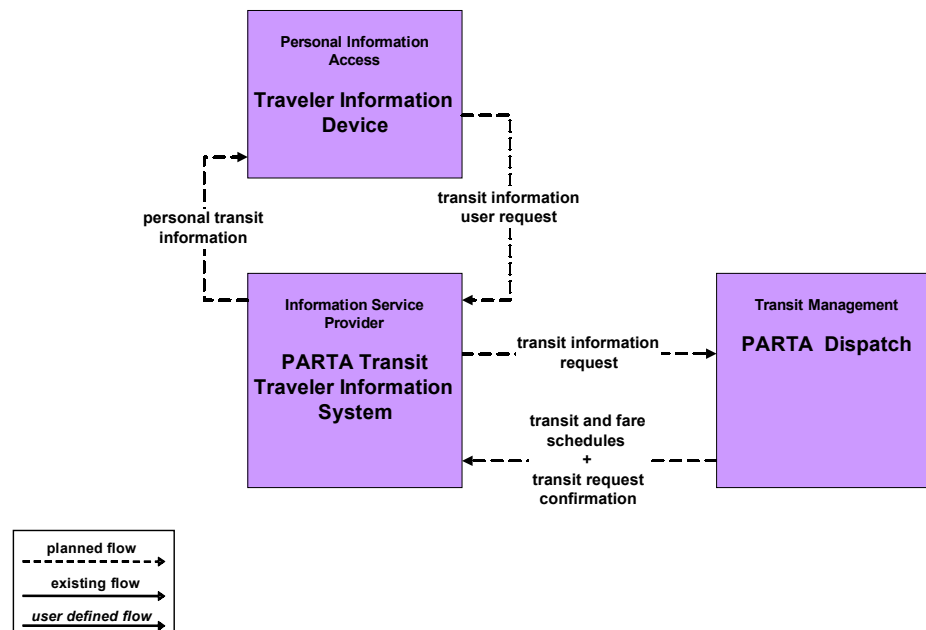 Personal Information
Access
Traveler Information
Device
transit information
user request
personal transit
information
Information Service
Provider
PARTA Transit
Traveler Information
System
transit information
request
Transit Management
PARTA Dispatch
transit and fare
schedules
+
transit request
confirmation
planned flow
existing flow
user defined flow